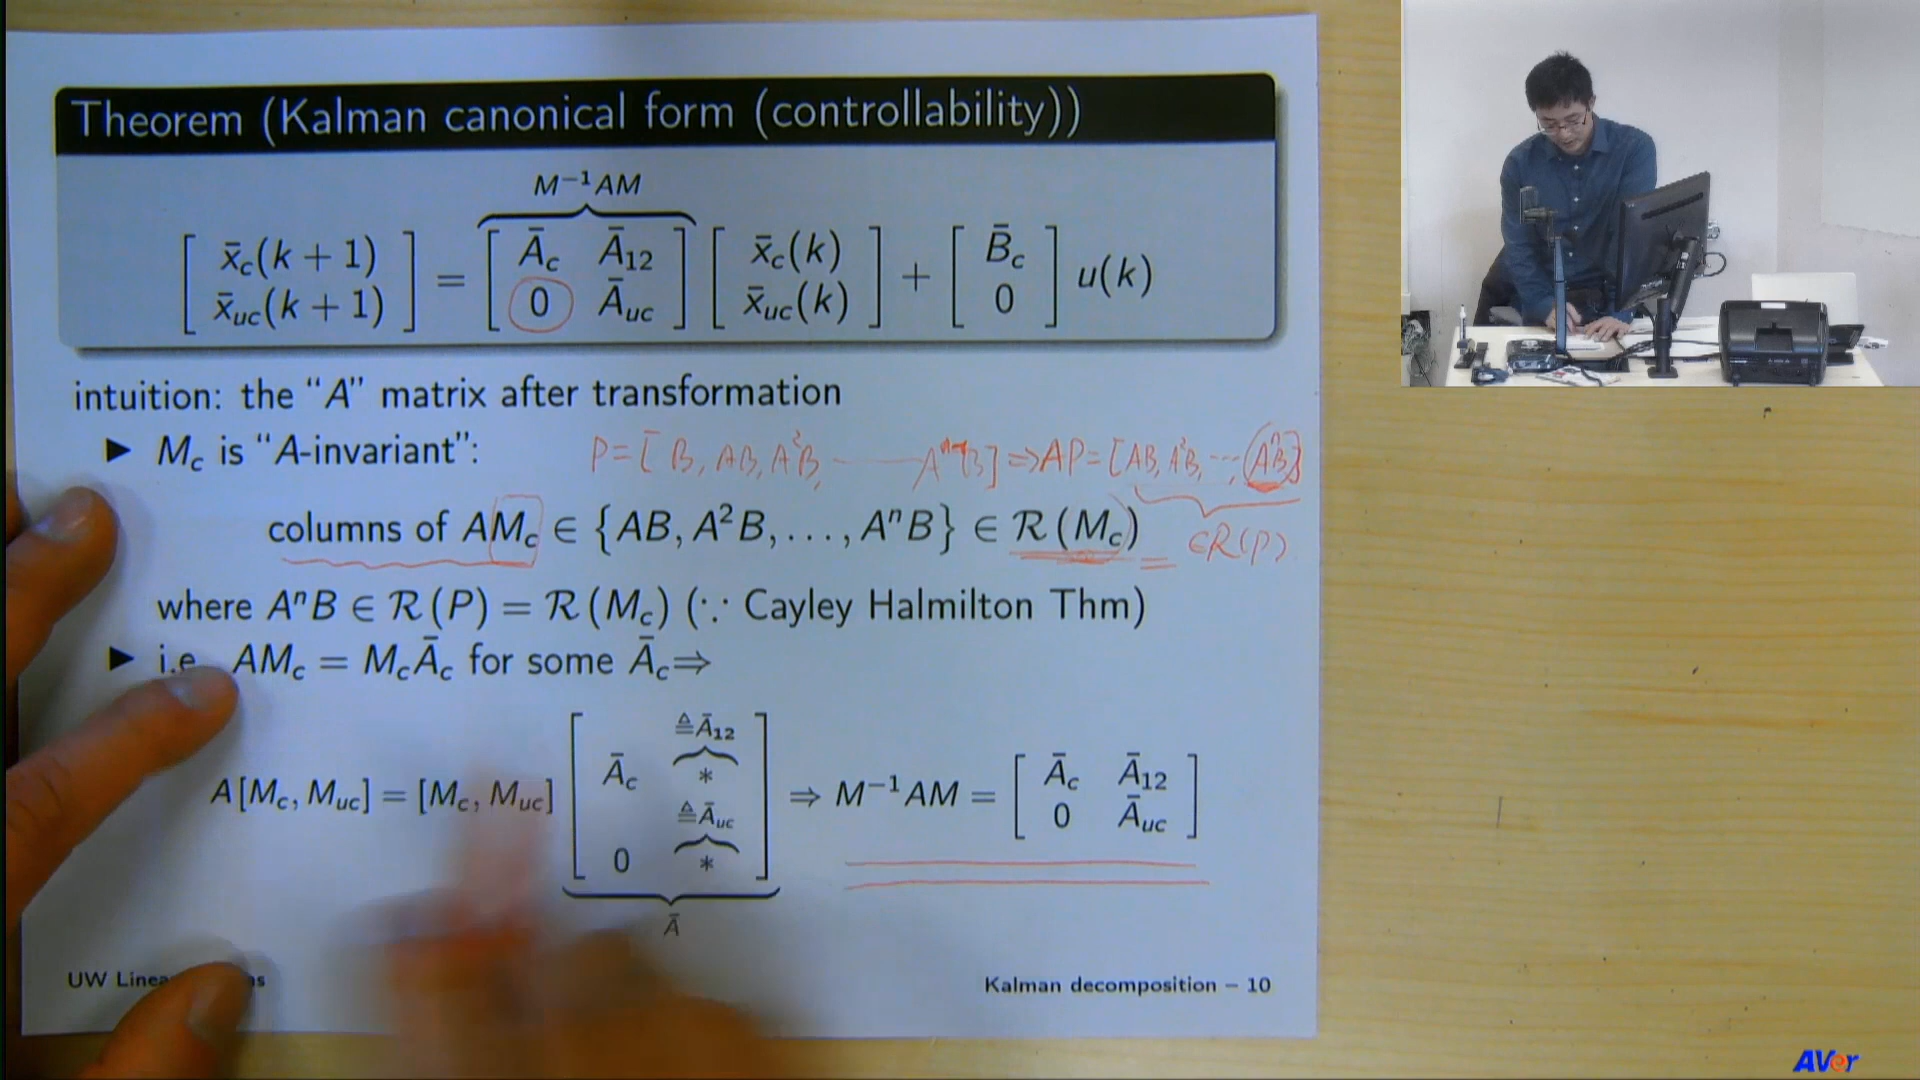 Theorem (Kalman canonical form (controllability))
M⁻¹AM
[ x̄c(k + 1) ; x̄uc(k + 1) ] = [ Āc Ā12 ; 0 Āuc ] [ x̄c(k) ; x̄uc(k) ] + [ B̄c ; 0 ] u(k)
intuition: the “A” matrix after transformation
▶ Mc is “A-invariant”:
P=[B, AB, A²B, —— Aⁿ⁻¹B] ⇒ AP=[AB, A²B, ⋯, AⁿB]
columns of AMc ∈ {AB, A²B, . . . , AⁿB} ∈ R (Mc)
∈R(P)
where AⁿB ∈ R (P) = R (Mc) (∵ Cayley Halmilton Thm)
▶ i.e. AMc = McĀc for some Āc⇒
A[Mc, Muc] = [Mc, Muc] [ Āc * ≜Ā12 ; 0 * ≜Āuc ] ⇒ M⁻¹AM = [ Āc Ā12 ; 0 Āuc ]
Ā
UW Linea s
Kalman decomposition – 10
AVer